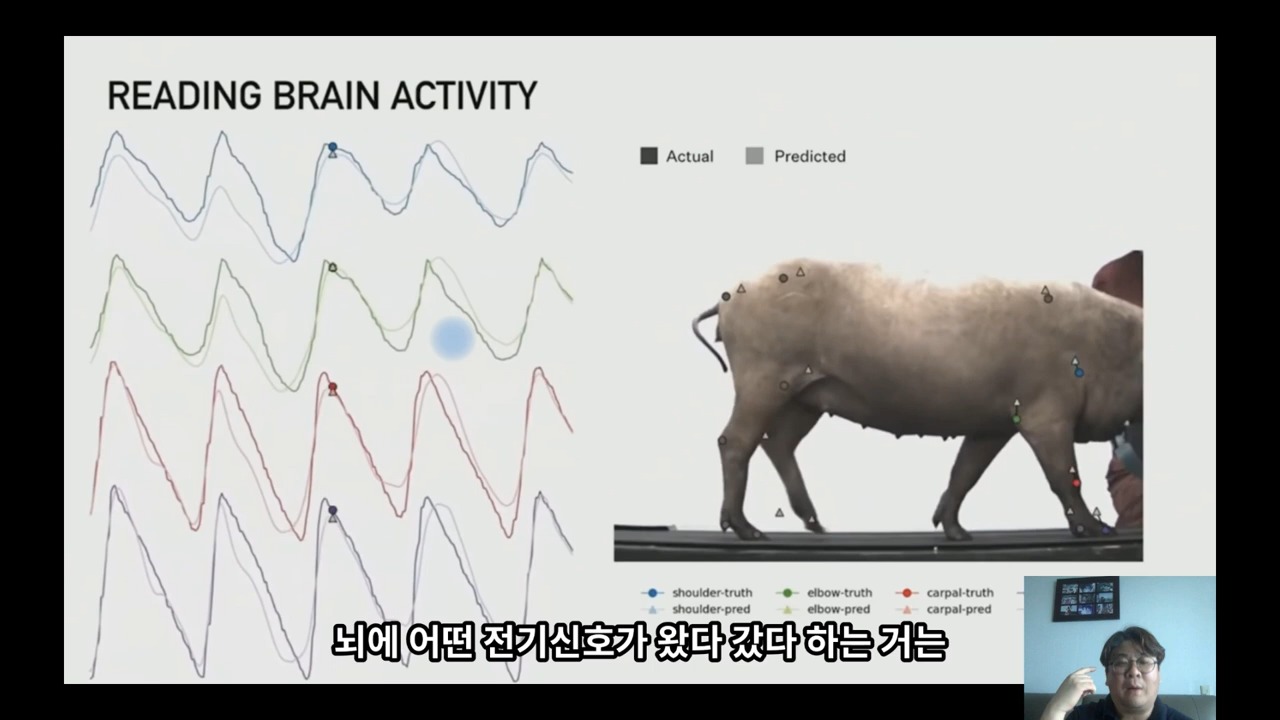 READING BRAIN ACTIVITY
Actual Predicted
shoulder-truth elbow-truth carpal-truth
shoulder-pred elbow-pred carpal-pred
뇌에 어떤 전기신호가 왔다 갔다 하는 거는